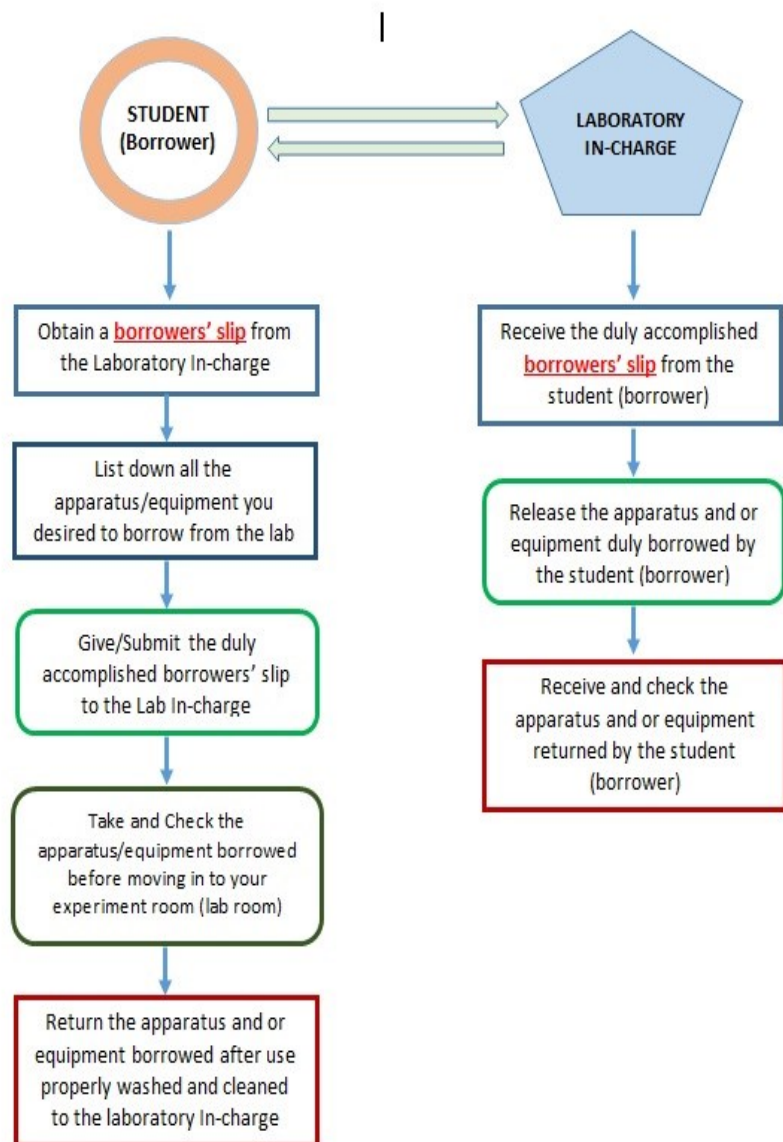 STUDENT
(Borrower)
LABORATORY
IN-CHARGE
Obtain a borrowers’ slip from
the Laboratory In-charge
List down all the
apparatus/equipment you
desired to borrow from the lab
Give/Submit the duly
accomplished borrowers’ slip
to the Lab In-charge
Take and Check the
apparatus/equipment borrowed
before moving in to your
experiment room (lab room)
Return the apparatus and or
equipment borrowed after use
properly washed and cleaned
to the laboratory In-charge
Receive the duly accomplished
borrowers’ slip from the
student (borrower)
Release the apparatus and or
equipment duly borrowed by
the student (borrower)
Receive and check the
apparatus and or equipment
returned by the student
(borrower)